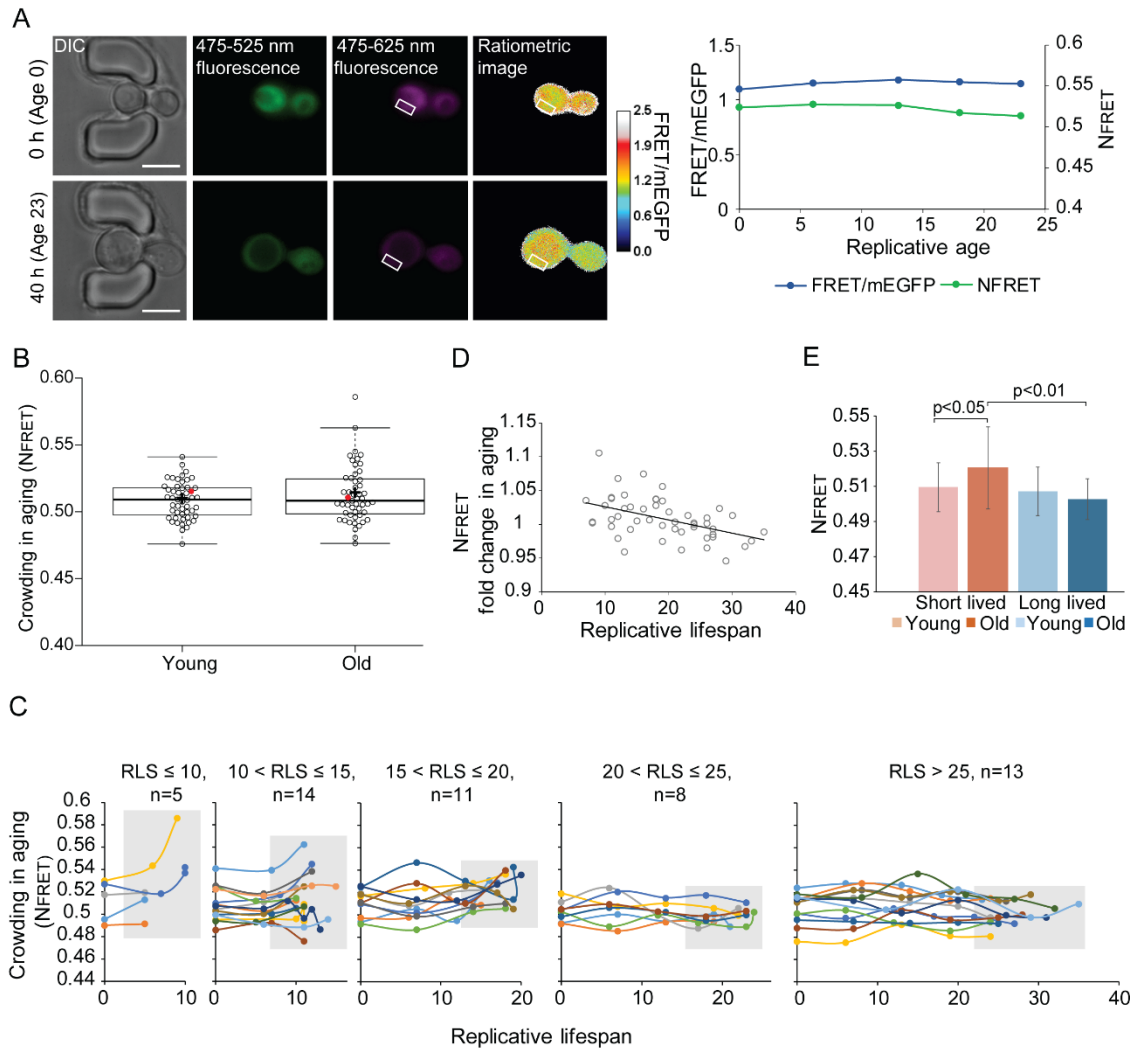 A
DIC
475-525 nm
fluorescence
475-625 nm
fluorescence
Ratiometric
image
0 h (Age 0)
40 h (Age 23)
2.5
1.9
1.2
0.6
0.0
FRET/mEGFP
1.5
1
0.5
0
FRET/mEGFP
0.6
0.55
0.5
0.45
0.4
NFRET
0 5 10 15 20 25
Replicative age
FRET/mEGFP NFRET
B
0.60
0.55
0.50
0.45
0.40
Crowding in aging (NFRET)
Young Old
D
1.15
1.1
1.05
1
0.95
0.9
NFRET
fold change in aging
0 10 20 30 40
Replicative lifespan
E
p<0.05
p<0.01
0.55
0.53
0.51
0.49
0.47
0.45
NFRET
Short lived Long lived
Young Old Young Old
C
RLS ≤ 10,
n=5
10 < RLS ≤ 15,
n=14
15 < RLS ≤ 20,
n=11
20 < RLS ≤ 25,
n=8
RLS > 25, n=13
0.6
0.58
0.56
0.54
0.52
0.5
0.48
0.46
0.44
Crowding in aging
(NFRET)
0 10
0 10
0 10 20
0 10 20
0 10 20 30 40
Replicative lifespan